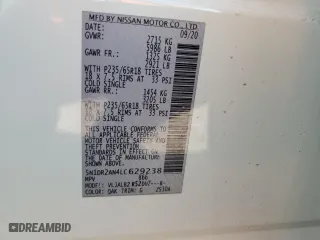 MFD BY NISSAN MOTOR CO., LTD
DATE: 09/20
GVWR: 2715 KG
5986 LB
GAWR FR: 1325 KG
2921 LB
WITH P235/65R18 TIRES
18 X 7.5 RIMS AT 33 PSI
COLD SINGLE
GAWR RR: 1454 KG
3205 LB
WITH P235/65R18 TIRES
18 X 7.5 RIMS AT 33 PSI
COLD SINGLE
THIS VEHICLE CONFORMS TO
ALL APPLICABLE FEDERAL
MOTOR VEHICLE SAFETY
AND THEFT PREVENTION
STANDARDS IN EFFECT ON
THE DATE OF MANUFACTURE
SHOWN ABOVE.
5N1DR2AN4LC629238
MPV
MODEL:
COLOR: QAK TRIM: G